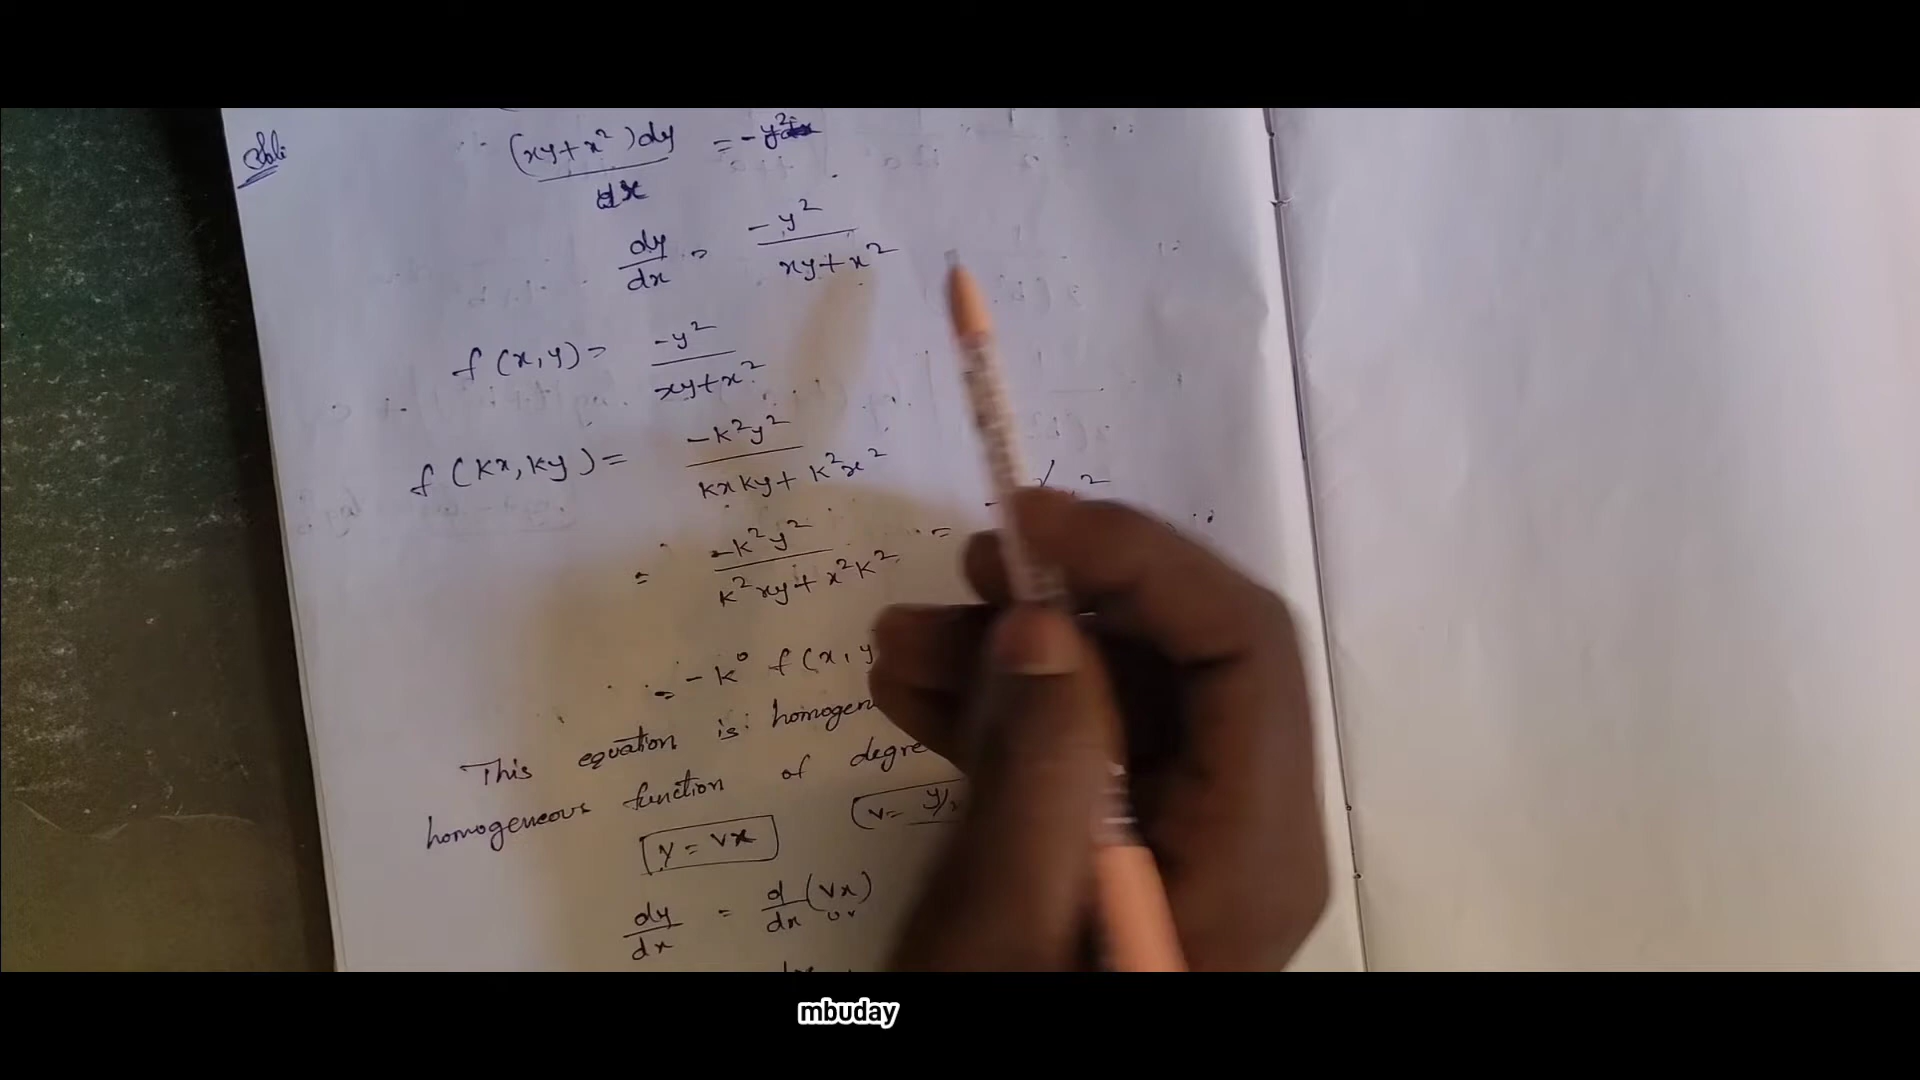 Soln
(xy+x²)dy/dx = -y²
dy/dx = -y²/xy+x²
f(x,y) = -y²/xy+x²
f(kx,ky) = -k²y²/kxky+k²x²
= -k²y²/k²xy+x²k² =
= -k⁰ f(x,y
This equation is homogen
homogeneous function of degre
y = vx v = y/
dy/dx = d/dx (vx)
mbuday